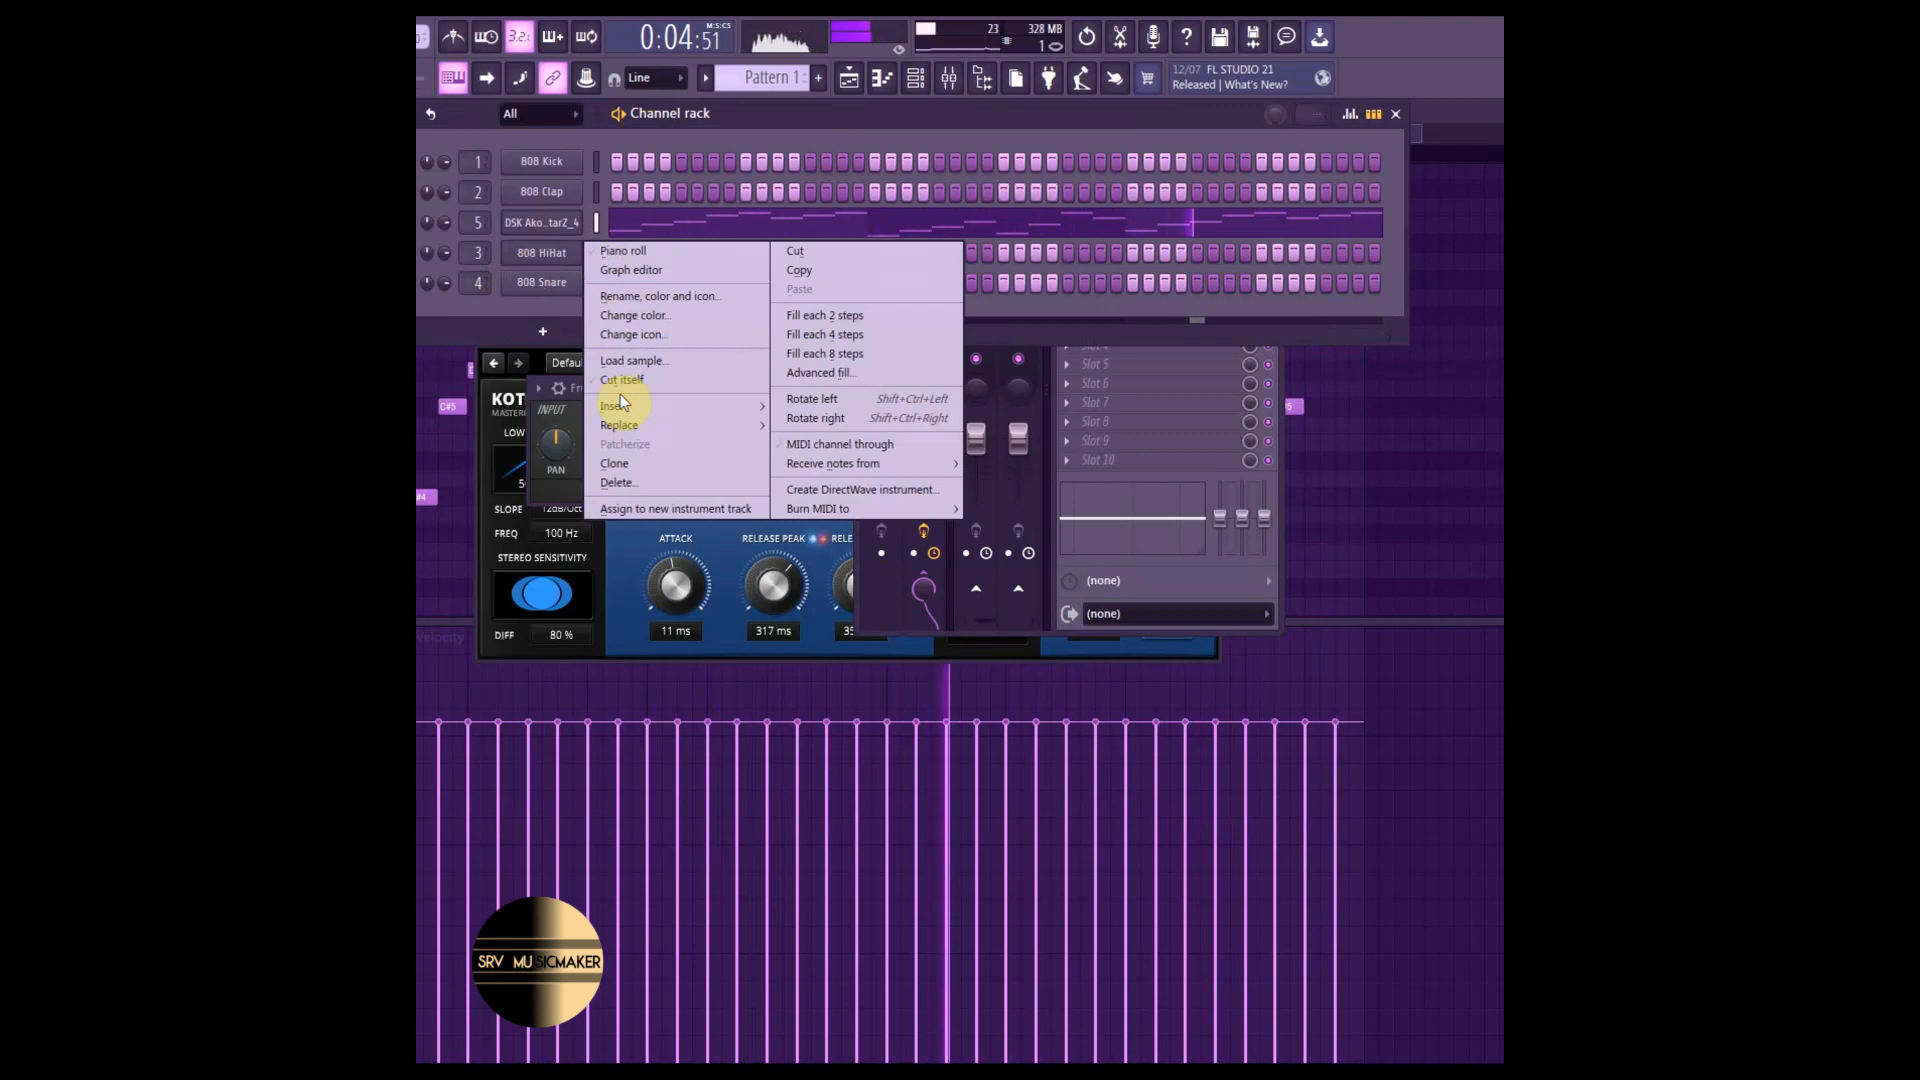 3.2:
0:04:51
M:S:CS
23
328 MB
1
Line
Pattern 1
+
12/07 FL STUDIO 21
Released | What's New?
All
Channel rack
1
808 Kick
2
808 Clap
5
DSK Ako..tarZ_4
3
808 HiHat
4
808 Snare
+
Piano roll
Graph editor
Rename, color and icon...
Change color...
Change icon...
Load sample...
Cut itself
Replace
Patcherize
Clone
Delete...
Assign to new instrument track
Cut
Copy
Paste
Fill each 2 steps
Fill each 4 steps
Fill each 8 steps
Advanced fill...
Rotate left Shift+Ctrl+Left
Rotate right Shift+Ctrl+Right
MIDI channel through
Receive notes from
Create DirectWave instrument...
Burn MIDI to
INPUT
PAN
LOW
SLOPE
12dB/Oct
FREQ
100 Hz
STEREO SENSITIVITY
DIFF
80 %
ATTACK
11 ms
RELEASE PEAK
317 ms
Slot 5
Slot 6
Slot 7
Slot 8
Slot 9
Slot 10
(none)
(none)
C#5
Velocity
SRV MUSICMAKER